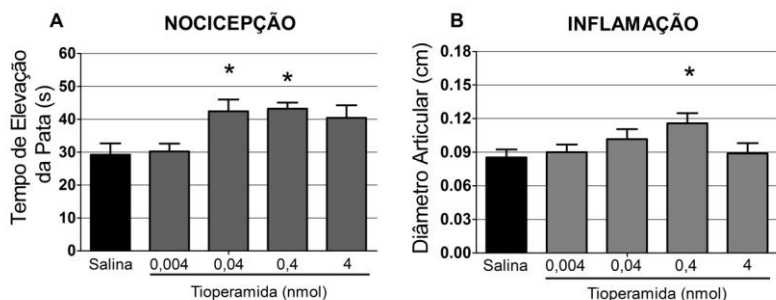 A NOCICEPÇÃO
Tempo de Elevação
da Pata (s)
60
50
40
30
20
10
0
* *
Salina 0,004 0,04 0,4 4
Tioperamida (nmol)
B INFLAMAÇÃO
Diâmetro Articular (cm)
0.18
0.15
0.12
0.09
0.06
0.03
0.00
*
Salina 0,004 0,04 0,4 4
Tioperamida (nmol)